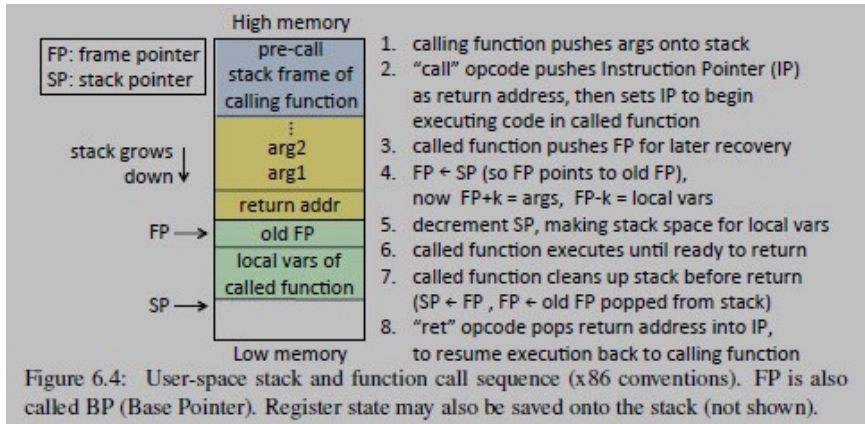 High memory
FP: frame pointer
SP: stack pointer
pre-call
stack frame of
calling function
⋮
arg2
arg1
stack grows
down
return addr
FP
old FP
local vars of
called function
SP
Low memory
1. calling function pushes args onto stack
2. “call” opcode pushes Instruction Pointer (IP)
as return address, then sets IP to begin
executing code in called function
3. called function pushes FP for later recovery
4. FP ← SP (so FP points to old FP),
now FP+k = args, FP-k = local vars
5. decrement SP, making stack space for local vars
6. called function executes until ready to return
7. called function cleans up stack before return
(SP ← FP , FP ← old FP popped from stack)
8. “ret” opcode pops return address into IP,
to resume execution back to calling function
Figure 6.4: User-space stack and function call sequence (x86 conventions). FP is also
called BP (Base Pointer). Register state may also be saved onto the stack (not shown).